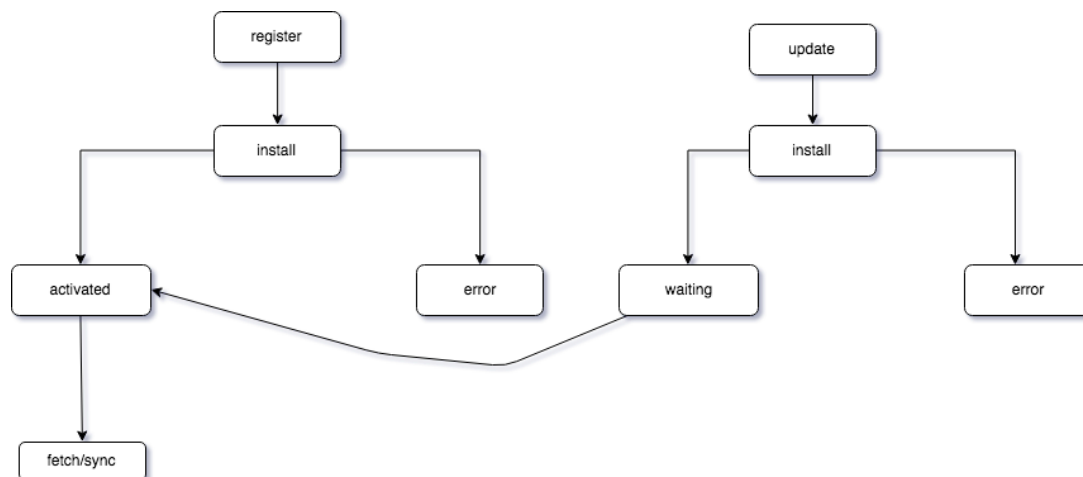 register
update
install
install
activated
error
waiting
error
fetch/sync